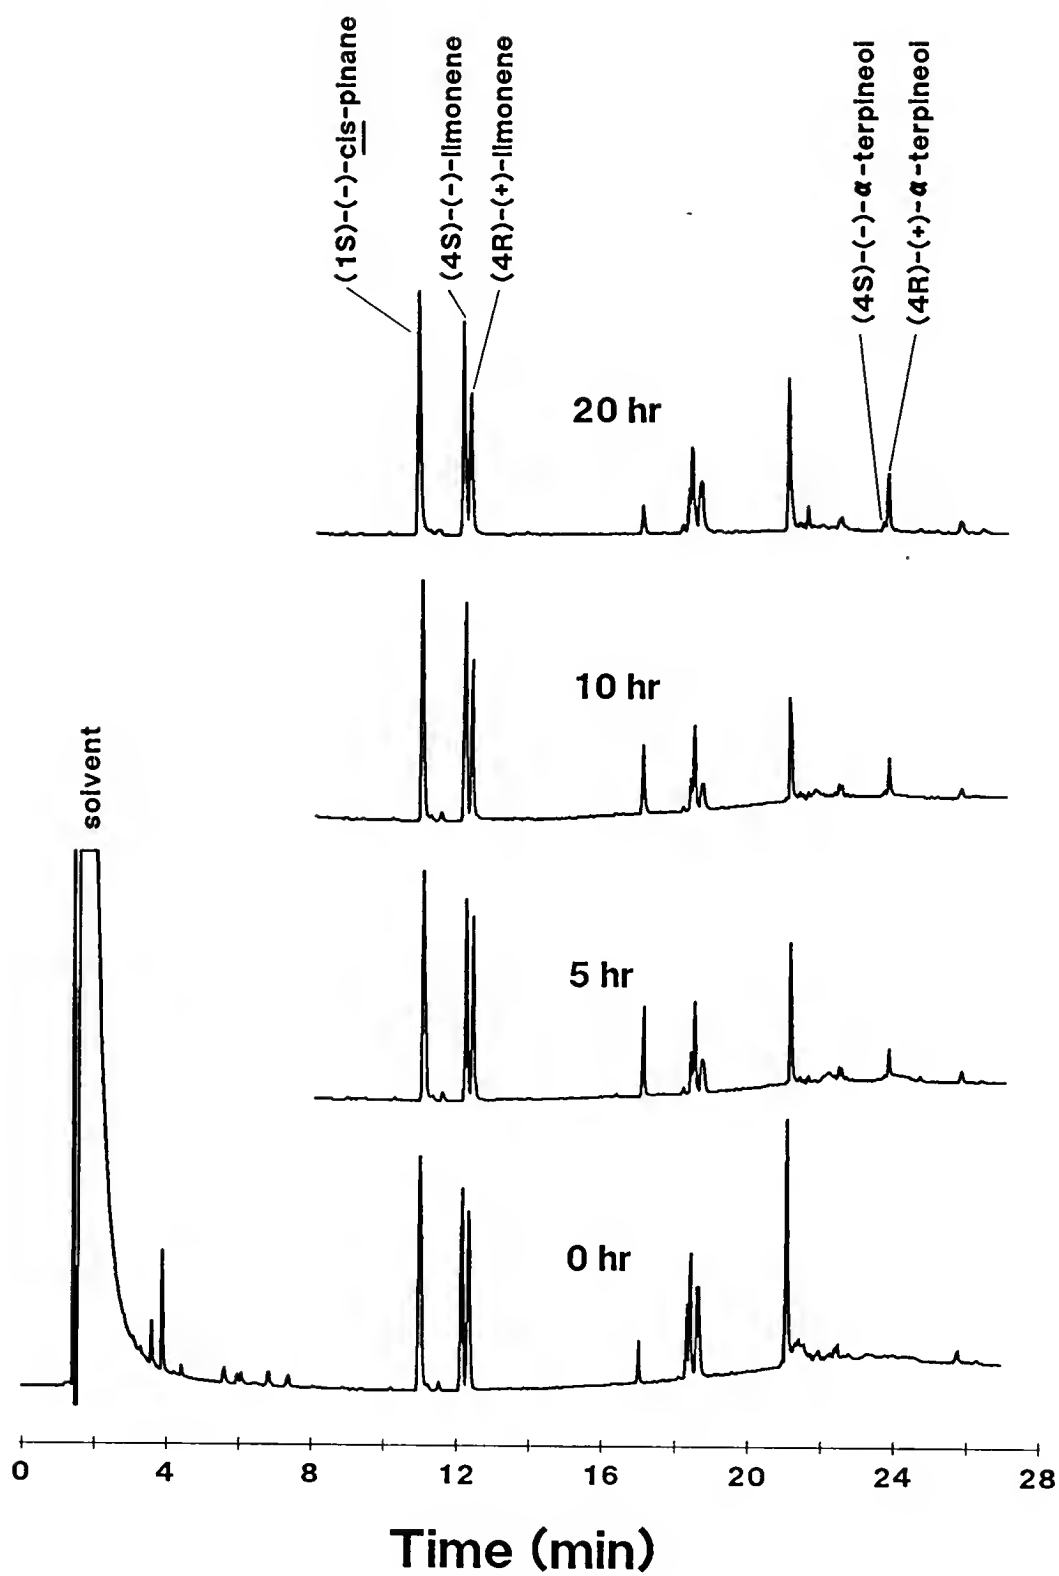 (1S)-(-)-cis-pinane
(4S)-(-)-limonene
(4R)-(+)-limonene
(4S)-(-)-α-terpineol
(4R)-(+)-α-terpineol
20 hr
10 hr
solvent
5 hr
0 hr
0 4 8 12 16 20 24 28
Time (min)